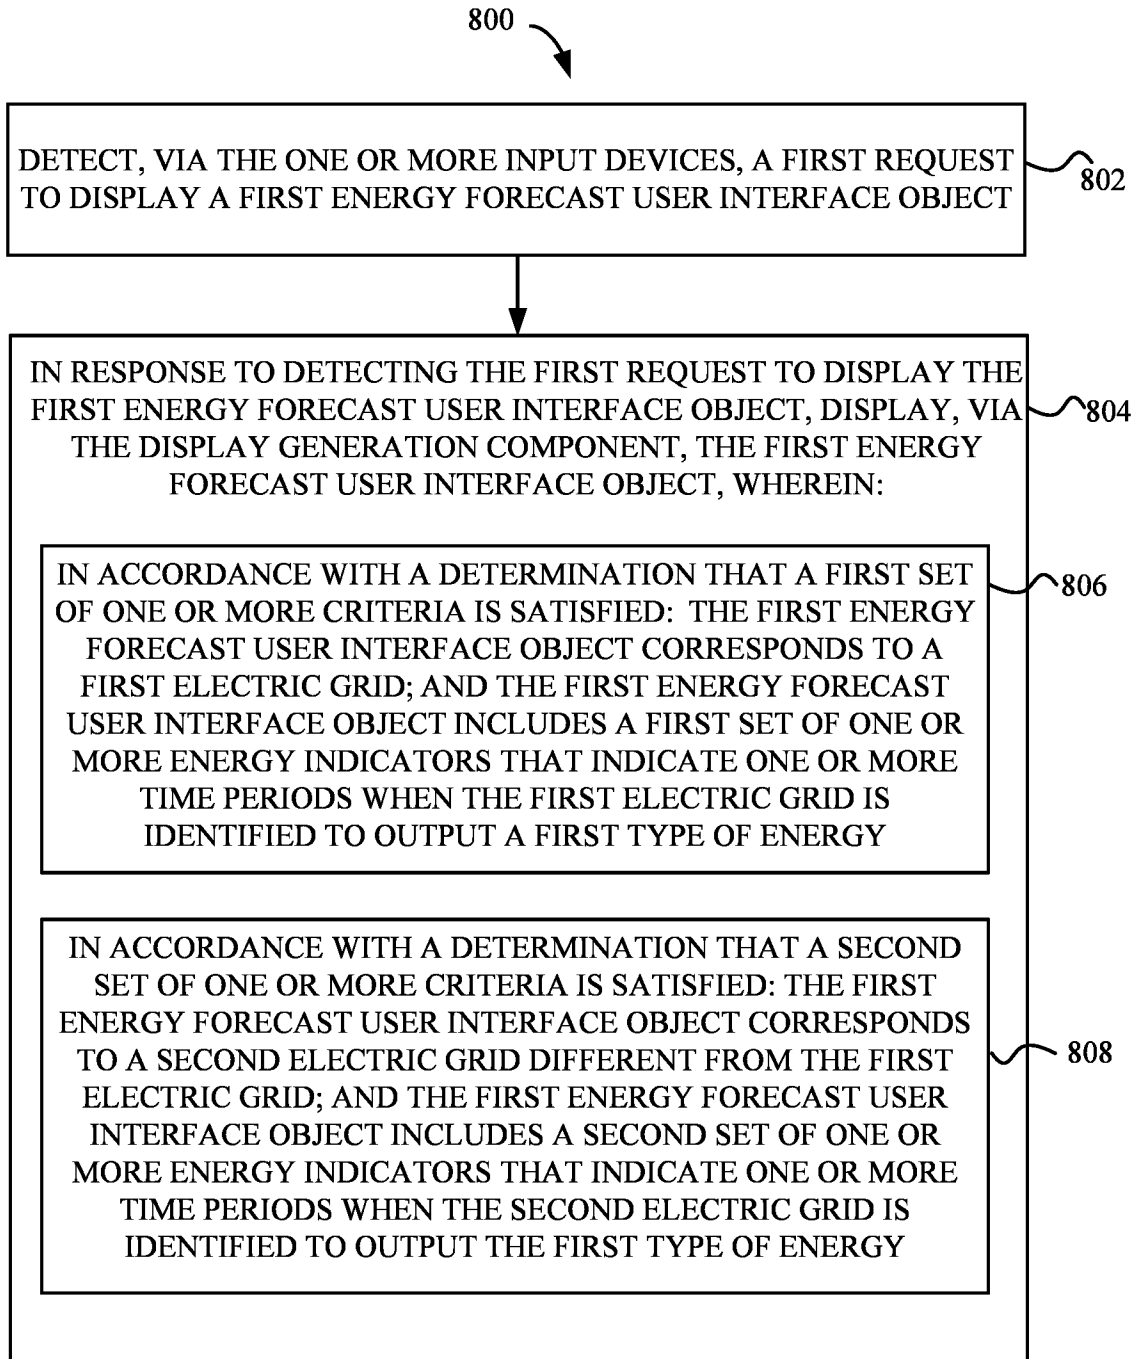 800
DETECT, VIA THE ONE OR MORE INPUT DEVICES, A FIRST REQUEST
TO DISPLAY A FIRST ENERGY FORECAST USER INTERFACE OBJECT
802
IN RESPONSE TO DETECTING THE FIRST REQUEST TO DISPLAY THE
FIRST ENERGY FORECAST USER INTERFACE OBJECT, DISPLAY, VIA
THE DISPLAY GENERATION COMPONENT, THE FIRST ENERGY
FORECAST USER INTERFACE OBJECT, WHEREIN:
804
IN ACCORDANCE WITH A DETERMINATION THAT A FIRST SET
OF ONE OR MORE CRITERIA IS SATISFIED: THE FIRST ENERGY
FORECAST USER INTERFACE OBJECT CORRESPONDS TO A
FIRST ELECTRIC GRID; AND THE FIRST ENERGY FORECAST
USER INTERFACE OBJECT INCLUDES A FIRST SET OF ONE OR
MORE ENERGY INDICATORS THAT INDICATE ONE OR MORE
TIME PERIODS WHEN THE FIRST ELECTRIC GRID IS
IDENTIFIED TO OUTPUT A FIRST TYPE OF ENERGY
806
IN ACCORDANCE WITH A DETERMINATION THAT A SECOND
SET OF ONE OR MORE CRITERIA IS SATISFIED: THE FIRST
ENERGY FORECAST USER INTERFACE OBJECT CORRESPONDS
TO A SECOND ELECTRIC GRID DIFFERENT FROM THE FIRST
ELECTRIC GRID; AND THE FIRST ENERGY FORECAST USER
INTERFACE OBJECT INCLUDES A SECOND SET OF ONE OR
MORE ENERGY INDICATORS THAT INDICATE ONE OR MORE
TIME PERIODS WHEN THE SECOND ELECTRIC GRID IS
IDENTIFIED TO OUTPUT THE FIRST TYPE OF ENERGY
808